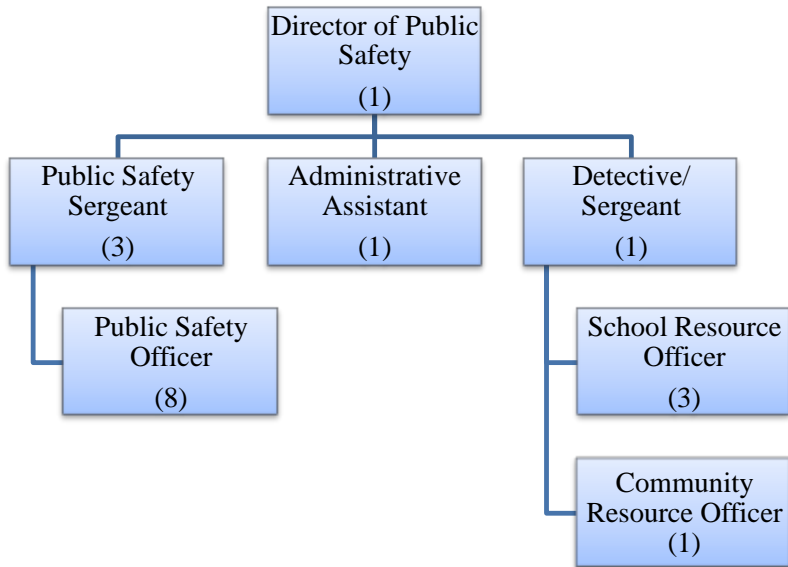 Director of Public
Safety
(1)
Public Safety
Sergeant
(3)
Administrative
Assistant
(1)
Detective/
Sergeant
(1)
Public Safety
Officer
(8)
School Resource
Officer
(3)
Community
Resource Officer
(1)